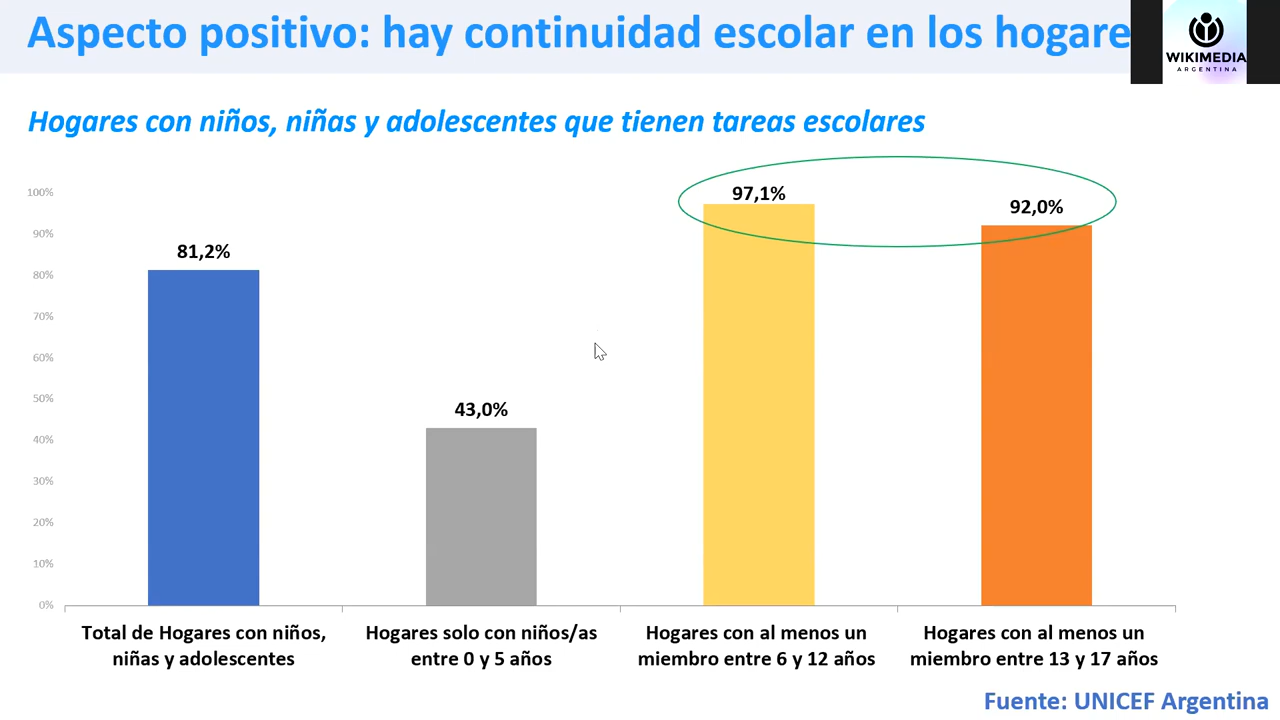 Aspecto positivo: hay continuidad escolar en los hogare
WIKIMEDIA
ARGENTINA
Hogares con niños, niñas y adolescentes que tienen tareas escolares
100%
90%
80%
70%
60%
50%
40%
30%
20%
10%
0%
81,2%
43,0%
97,1%
92,0%
Total de Hogares con niños,
niñas y adolescentes
Hogares solo con niños/as
entre 0 y 5 años
Hogares con al menos un
miembro entre 6 y 12 años
Hogares con al menos un
miembro entre 13 y 17 años
Fuente: UNICEF Argentina